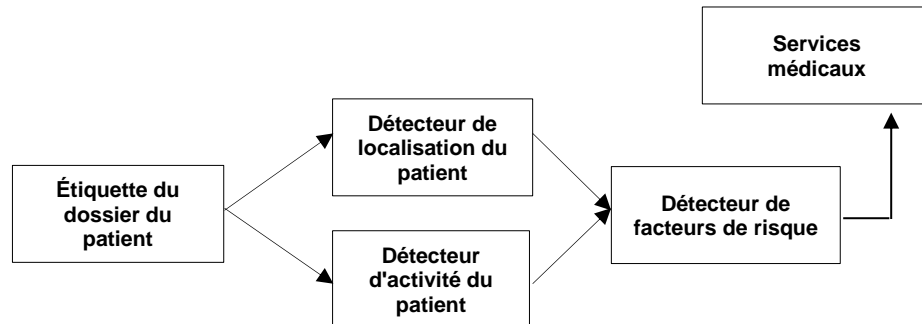 Services
médicaux
Détecteur de
localisation du
patient
Étiquette du
dossier du
patient
Détecteur de
facteurs de risque
Détecteur
d'activité du
patient